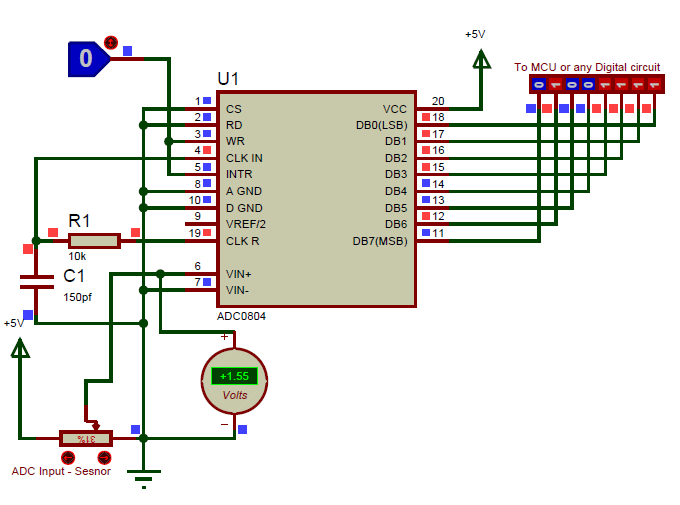 +5V
To MCU or any Digital circuit
0
0 1 0 0 1 1 1 1
U1
1 CS VCC 20
2 RD DB0(LSB) 18
3 WR DB1 17
4 CLK IN DB2 16
5 INTR DB3 15
8 A GND DB4 14
10 D GND DB5 13
9 VREF/2 DB6 12
19 CLK R DB7(MSB) 11
6 VIN+
7 VIN-
ADC0804
R1
10k
C1
150pf
+5V
+
+1.55
Volts
−
31%
ADC Input - Sesnor